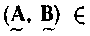 (A, B) ∈